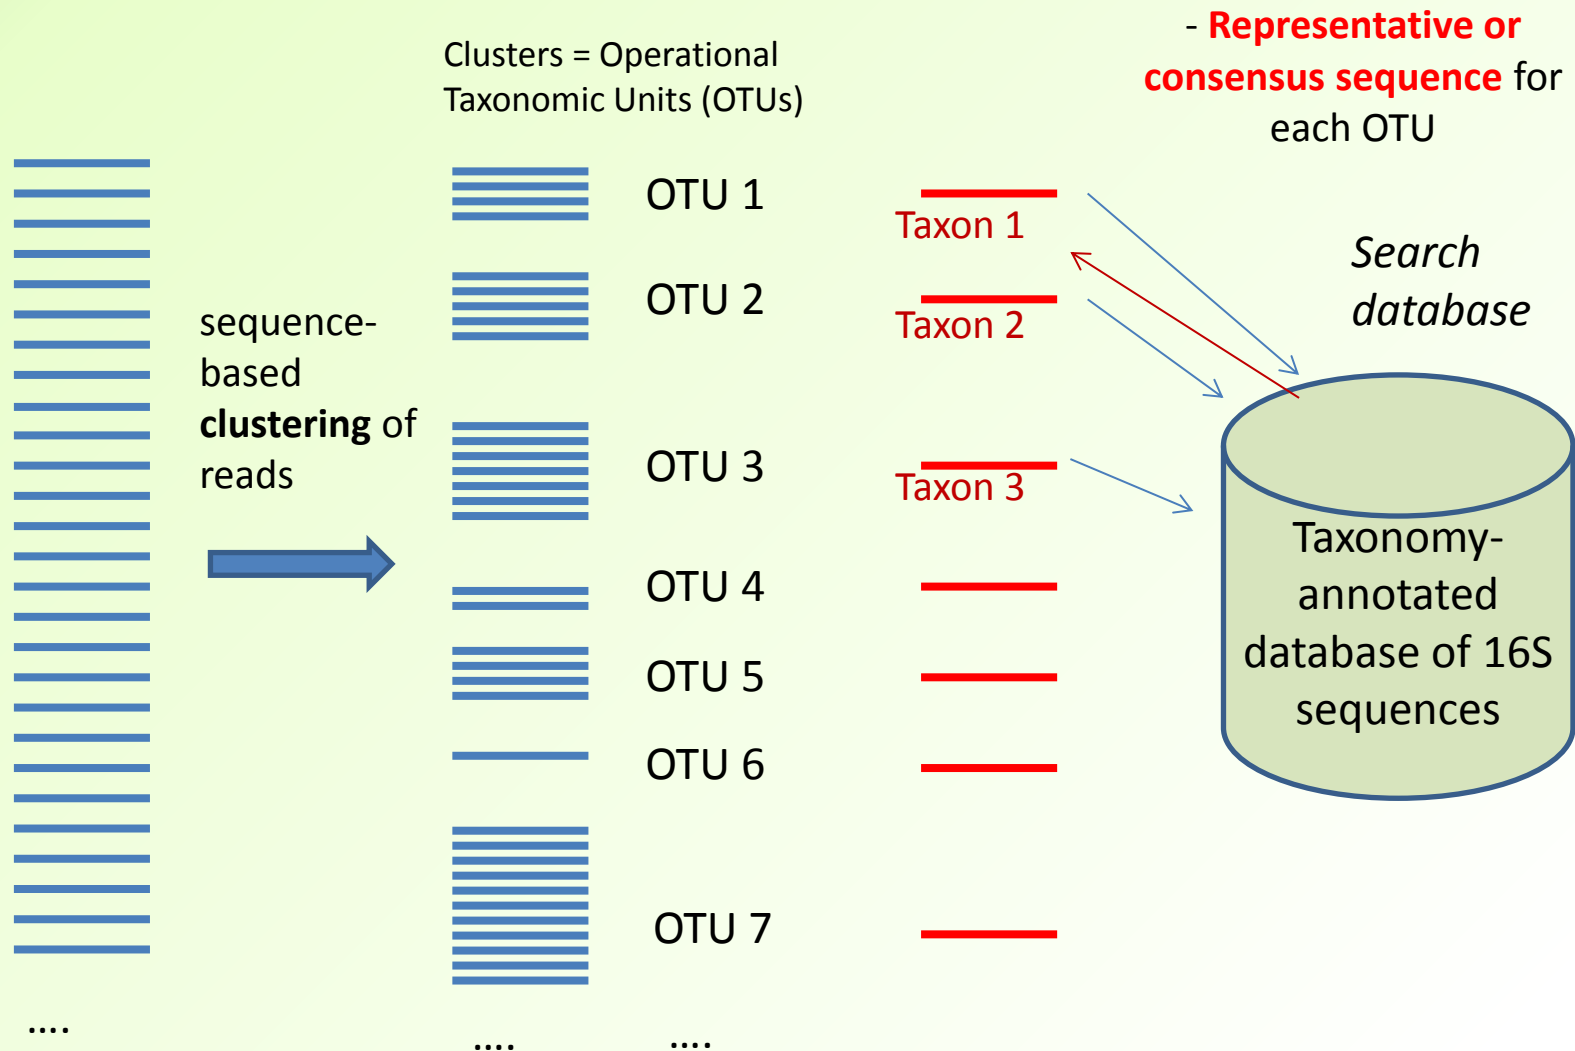 Clusters = Operational
Taxonomic Units (OTUs)
- Representative or
consensus sequence for
each OTU
sequence-
based
clustering of
reads
OTU 1
OTU 2
OTU 3
OTU 4
OTU 5
OTU 6
OTU 7
Taxon 1
Taxon 2
Taxon 3
Search
database
Taxonomy-
annotated
database of 16S
sequences
....
....
....